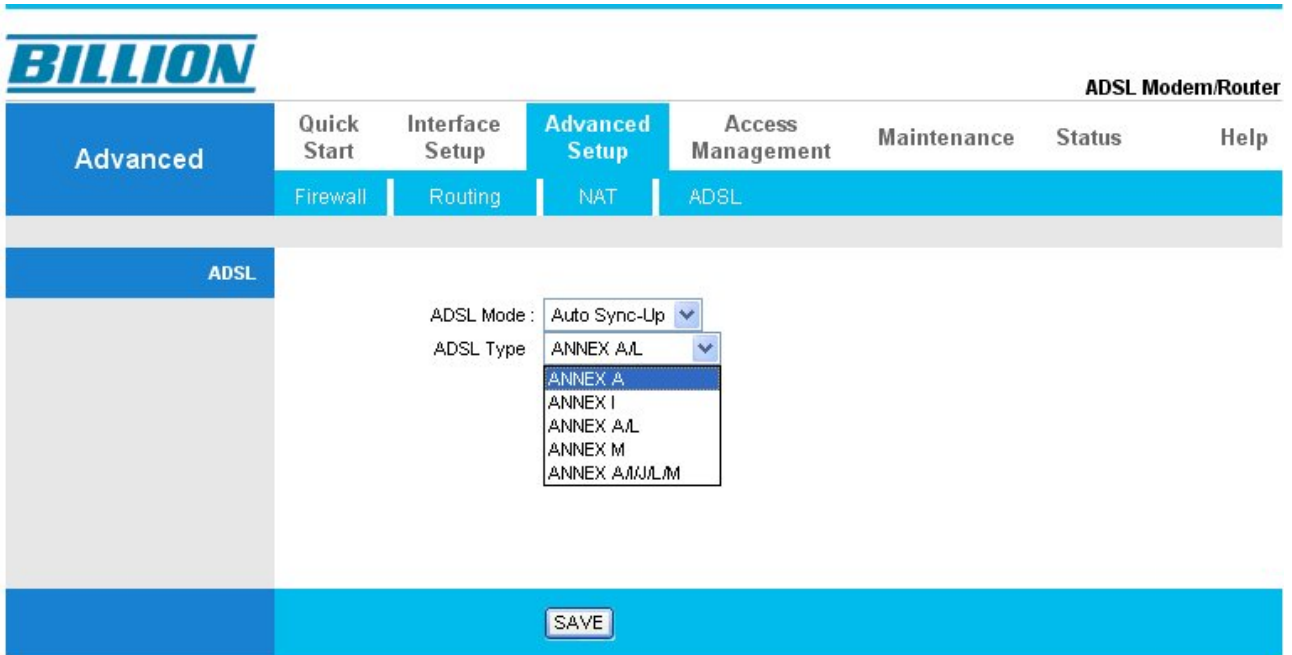 BILLION
ADSL Modem/Router
Advanced
Quick Start
Interface Setup
Advanced Setup
Access Management
Maintenance
Status
Help
Firewall
Routing
NAT
ADSL
ADSL
ADSL Mode : Auto Sync-Up
ADSL Type ANNEX A/L
ANNEX A
ANNEX I
ANNEX A/L
ANNEX M
ANNEX A/I/J/L/M
SAVE